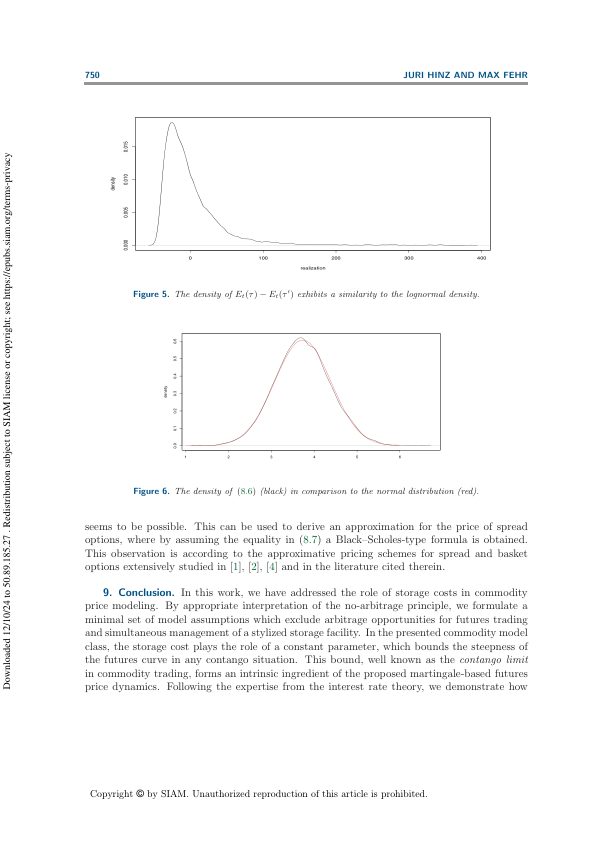 750
JURI HINZ AND MAX FEHR
density
0.000
0.005
0.010
0.015
0
100
200
300
400
realization
Figure 5. The density of Et(τ) − Et(τ′) exhibits a similarity to the lognormal density.
density
0.0
0.1
0.2
0.3
0.4
0.5
0.6
1
2
3
4
5
6
Figure 6. The density of (8.6) (black) in comparison to the normal distribution (red).
seems to be possible. This can be used to derive an approximation for the price of spread
options, where by assuming the equality in (8.7) a Black–Scholes-type formula is obtained.
This observation is according to the approximative pricing schemes for spread and basket
options extensively studied in [1], [2], [4] and in the literature cited therein.
9. Conclusion. In this work, we have addressed the role of storage costs in commodity
price modeling. By appropriate interpretation of the no-arbitrage principle, we formulate a
minimal set of model assumptions which exclude arbitrage opportunities for futures trading
and simultaneous management of a stylized storage facility. In the presented commodity model
class, the storage cost plays the role of a constant parameter, which bounds the steepness of
the futures curve in any contango situation. This bound, well known as the contango limit
in commodity trading, forms an intrinsic ingredient of the proposed martingale-based futures
price dynamics. Following the expertise from the interest rate theory, we demonstrate how
Copyright © by SIAM. Unauthorized reproduction of this article is prohibited.
Downloaded 12/10/24 to 50.89.185.27 . Redistribution subject to SIAM license or copyright; see https://epubs.siam.org/terms-privacy